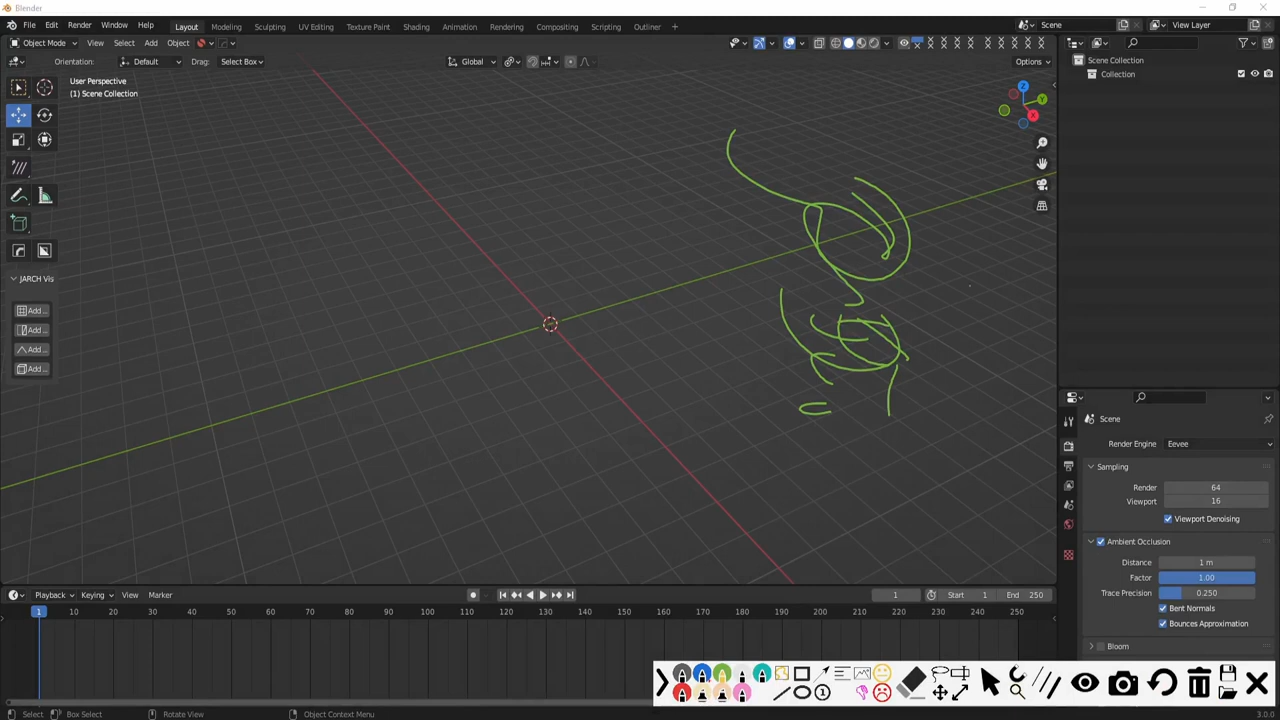 Blender
File Edit Render Window Help Layout Modeling Sculpting UV Editing Texture Paint Shading Animation Rendering Compositing Scripting Outliner + Scene View Layer
Object Mode View Select Add Object
Orientation: Default Drag: Select Box Global Options
User Perspective
(1) Scene Collection
Z
Y
X
JARCH Vis
Add...
Add...
Add...
Add...
Scene Collection
Collection
Scene
Render Engine Eevee
Sampling
Render 64
Viewport 16
Viewport Denoising
Ambient Occlusion
Distance 1 m
Factor 1.00
Trace Precision 0.250
Bent Normals
Bounces Approximation
Bloom
Playback Keying View Marker 1 Start 1 End 250
1 10 20 30 40 50 60 70 80 90 100 110 120 130 140 150 160 170 180 190 200 210 220 230 240 250
1
Select Box Select Rotate View Object Context Menu 3.0.0